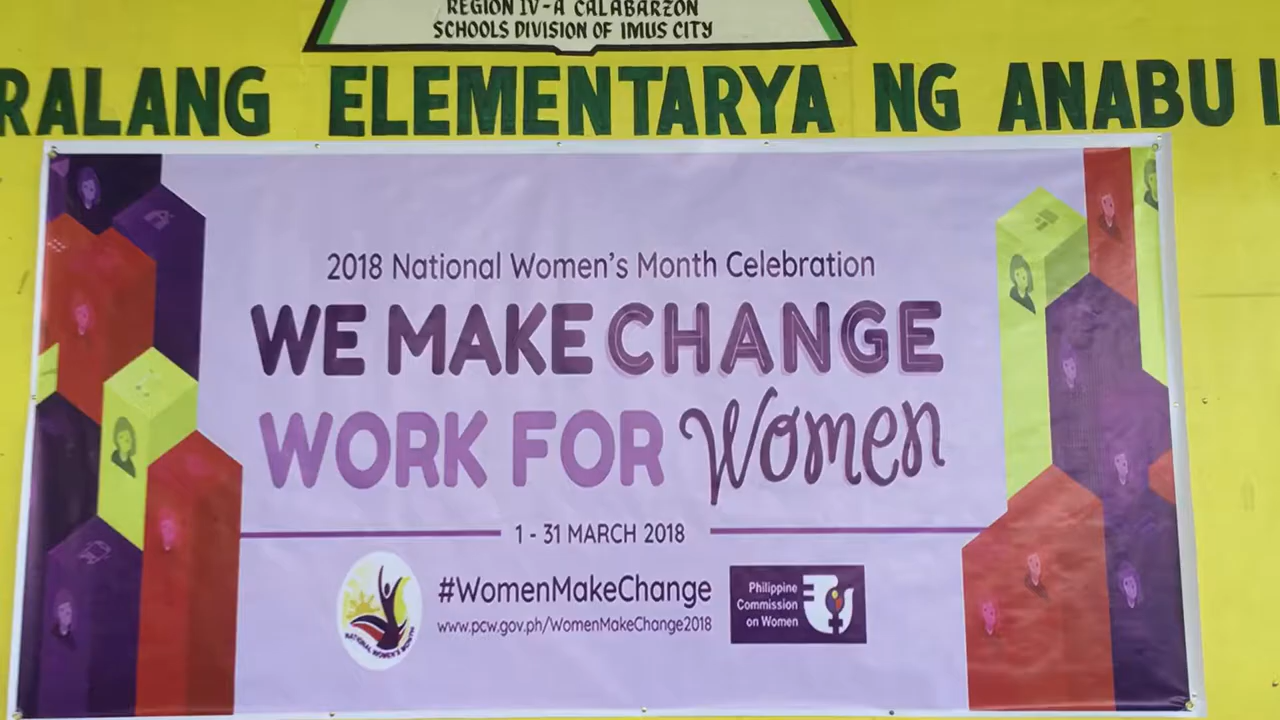 REGION IV-A CALABARZON
SCHOOLS DIVISION OF IMUS CITY
RALANG ELEMENTARYA NG ANABU I
2018 National Women's Month Celebration
WE MAKE CHANGE
WORK FOR Women
1 - 31 MARCH 2018
#WomenMakeChange
www.pcw.gov.ph/WomenMakeChange2018
NATIONAL WOMEN'S MONTH
Philippine
Commission
on Women